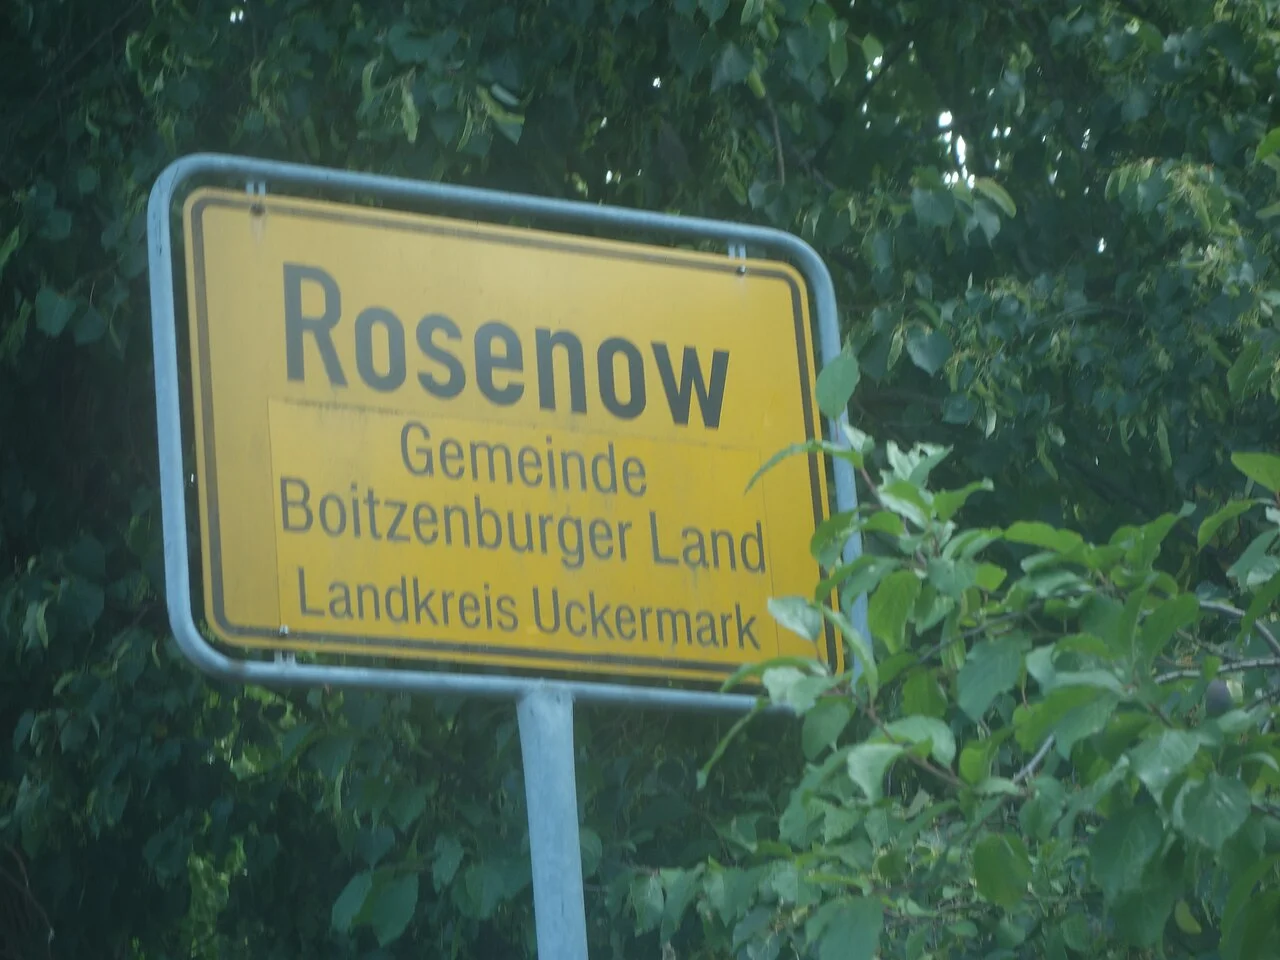 Rosenow
Gemeinde
Boitzenburger Land
Landkreis Uckermark